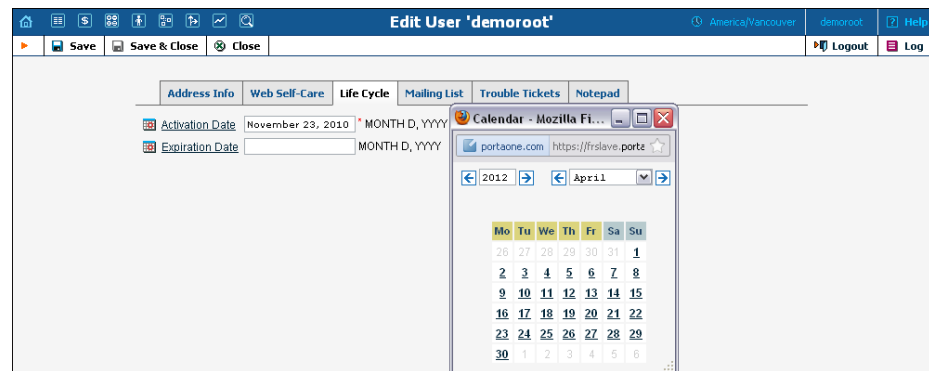 Edit User 'demoroot'
America/Vancouver
demoroot
? Help
Save
Save & Close
Close
Logout
Log
Address Info
Web Self-Care
Life Cycle
Mailing List
Trouble Tickets
Notepad
Activation Date November 23, 2010 * MONTH D, YYYY
Expiration Date MONTH D, YYYY
Calendar - Mozilla Fi...
portaone.com https://frslave.porta
2012 April
Mo Tu We Th Fr Sa Su
26 27 28 29 30 31 1
2 3 4 5 6 7 8
9 10 11 12 13 14 15
16 17 18 19 20 21 22
23 24 25 26 27 28 29
30 1 2 3 4 5 6